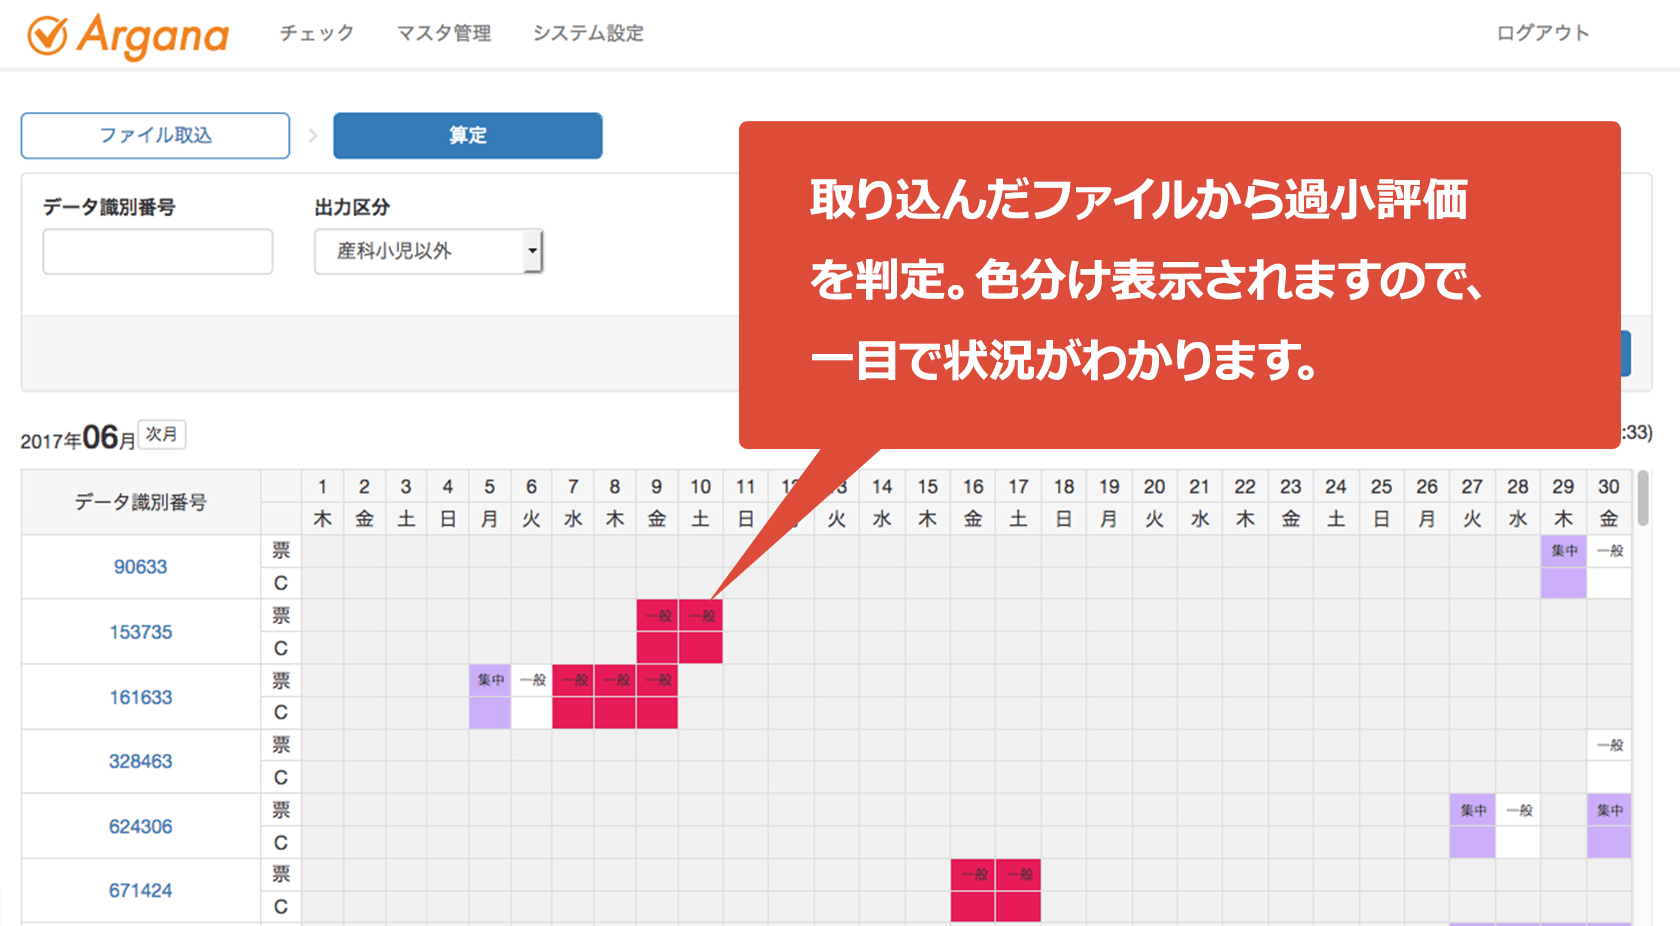 Argana チェック マスタ管理 システム設定 ログアウト
ファイル取込 > 算定
データ識別番号 出力区分
産科小児以外
取り込んだファイルから過小評価
を判定。色分け表示されますので、
一目で状況がわかります。
2017年06月 次月 :33)
データ識別番号 1 2 3 4 5 6 7 8 9 10 11 14 15 16 17 18 19 20 21 22 23 24 25 26 27 28 29 30
木 金 土 日 月 火 水 木 金 土 日 火 水 木 金 土 日 月 火 水 木 金 土 日 月 火 水 木 金
90633 票 集中 一般
C
153735 票 一般 一般
C
161633 票 集中 一般 一般 一般 一般
C
328463 票 一般
C
624306 票 集中 一般 集中
C
671424 票 一般 一般
C